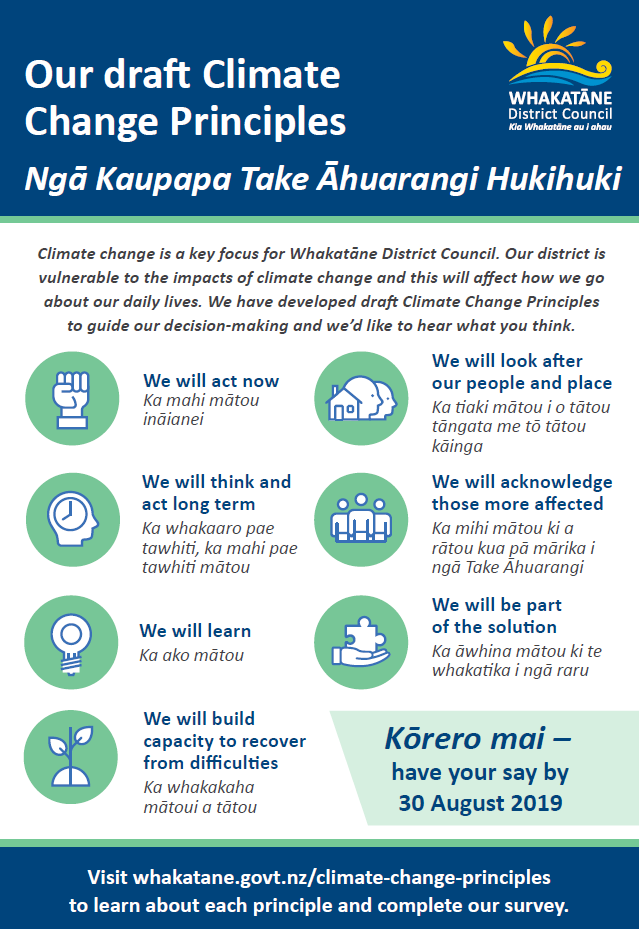 Our draft Climate
Change Principles
Ngā Kaupapa Take Āhuarangi Hukihuki
WHAKATĀNE
District Council
Kia Whakatāne au i ahau
Climate change is a key focus for Whakatāne District Council. Our district is
vulnerable to the impacts of climate change and this will affect how we go
about our daily lives. We have developed draft Climate Change Principles
to guide our decision-making and we'd like to hear what you think.
We will act now
Ka mahi mātou
ināianei
We will look after
our people and place
Ka tiaki mātou i o tātou
tāngata me tō tātou
kāinga
We will think and
act long term
Ka whakaaro pae
tawhiti, ka mahi pae
tawhiti mātou
We will acknowledge
those more affected
Ka mihi mātou ki a
rātou kua pā mārika i
ngā Take Āhuarangi
We will learn
Ka ako mātou
We will be part
of the solution
Ka āwhina mātou ki te
whakatika i ngā raru
We will build
capacity to recover
from difficulties
Ka whakakaha
mātoui a tātou
Kōrero mai –
have your say by
30 August 2019
Visit whakatane.govt.nz/climate-change-principles
to learn about each principle and complete our survey.